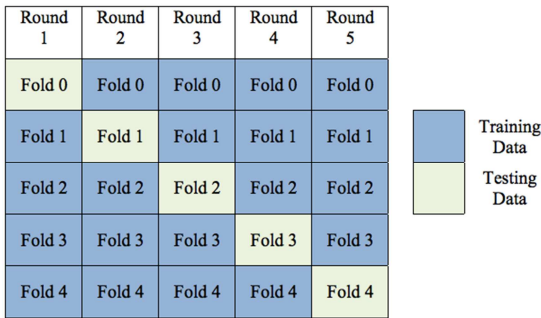 Round Round Round Round Round
1 2 3 4 5
Fold 0 Fold 0 Fold 0 Fold 0 Fold 0
Fold 1 Fold 1 Fold 1 Fold 1 Fold 1
Fold 2 Fold 2 Fold 2 Fold 2 Fold 2
Fold 3 Fold 3 Fold 3 Fold 3 Fold 3
Fold 4 Fold 4 Fold 4 Fold 4 Fold 4
Training
Data
Testing
Data